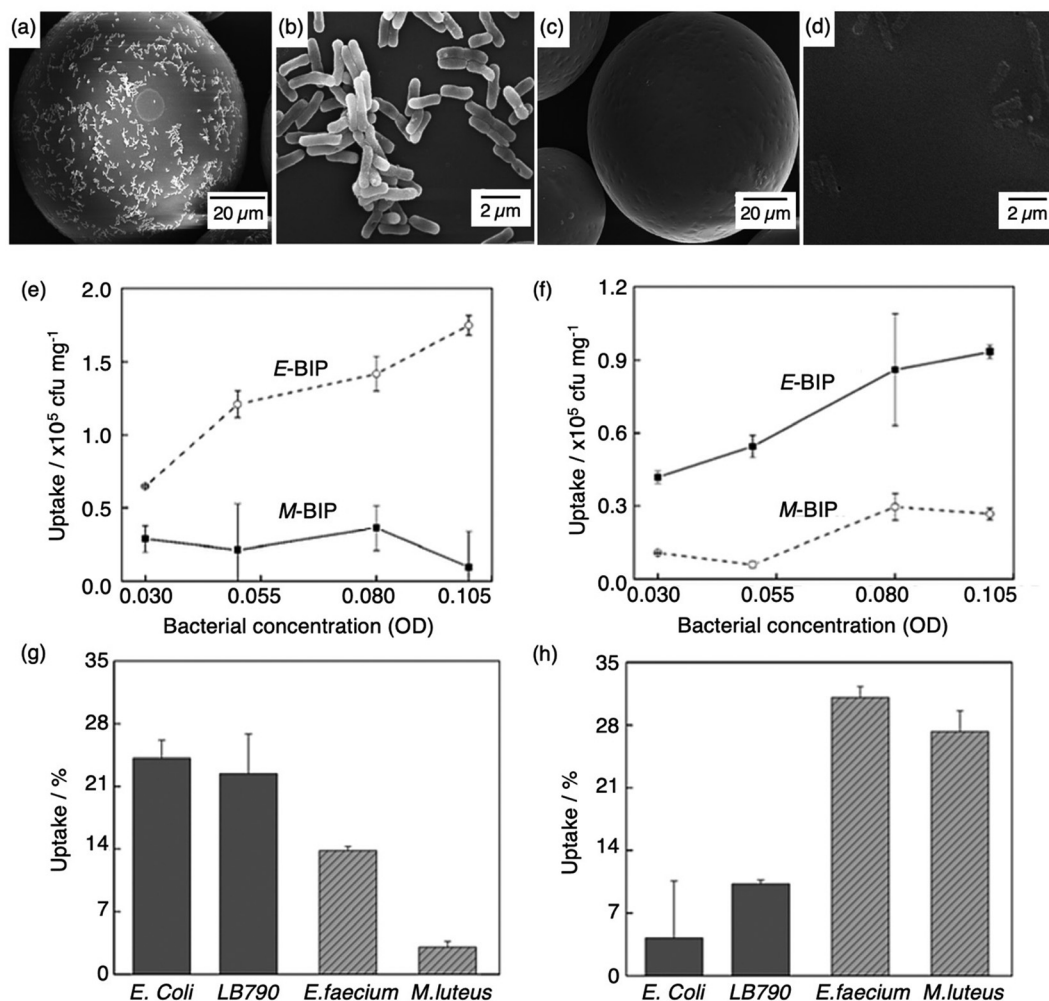 (a) (b) (c) (d)
20 µm 2 µm 20 µm 2 µm
(e)
Uptake / x10⁵ cfu mg⁻¹
2.0
1.5
1.0
0.5
0.0
E-BIP
M-BIP
0.030 0.055 0.080 0.105
Bacterial concentration (OD)
(f)
Uptake / x10⁵ cfu mg⁻¹
1.2
0.9
0.6
0.3
0.0
E-BIP
M-BIP
0.030 0.055 0.080 0.105
Bacterial concentration (OD)
(g)
Uptake / %
35
28
21
14
7
0
E. Coli LB790 E.faecium M.luteus
(h)
Uptake / %
35
28
21
14
7
0
E. Coli LB790 E.faecium M.luteus